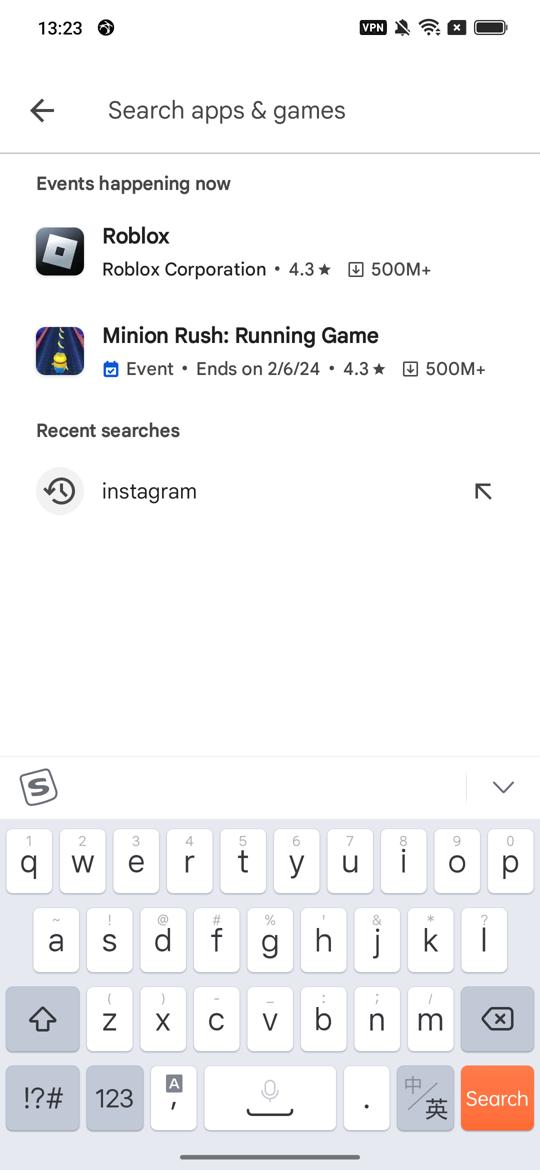 13:23
VPN
Search apps & games
Events happening now
Roblox
Roblox Corporation • 4.3★ 500M+
Minion Rush: Running Game
Event • Ends on 2/6/24 • 4.3★ 500M+
Recent searches
instagram
S
1 2 3 4 5 6 7 8 9 0
q w e r t y u i o p
~ ! @ # % ' & * ?
a s d f g h j k l
( ) - _ : ; /
z x c v b n m
!?# 123 A , . 中/英 Search